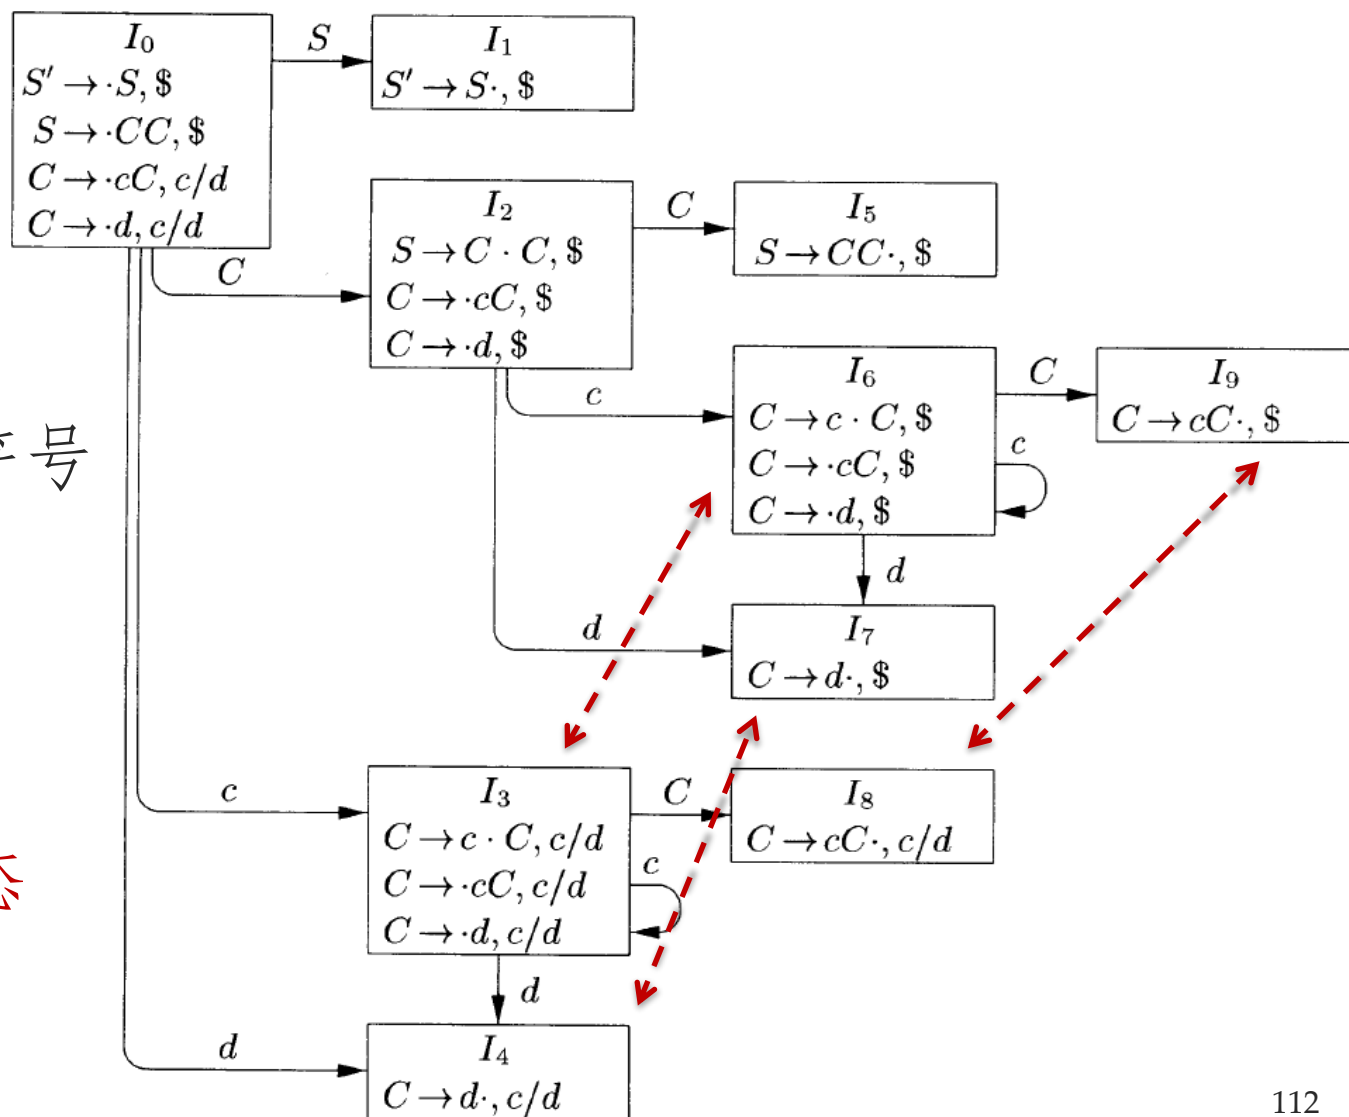 I₀
S′ → ·S, $
S → ·CC, $
C → ·cC, c/d
C → ·d, c/d
S
I₁
S′ → S·, $
C
I₂
S → C · C, $
C → ·cC, $
C → ·d, $
C
I₅
S → CC·, $
c
I₆
C → c · C, $
C → ·cC, $
C → ·d, $
C
I₉
C → cC·, $
c
号
d
d
I₇
C → d·, $
c
I₃
C → c · C, c/d
C → ·cC, c/d
C → ·d, c/d
C
I₈
C → cC·, c/d
c
d
d
I₄
C → d·, c/d
112